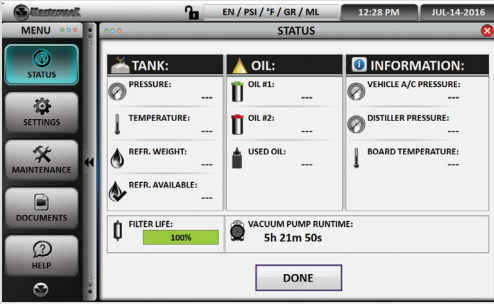 Mastercool
EN / PSI / °F / GR / ML
12:28 PM
JUL-14-2016
MENU
STATUS
STATUS
SETTINGS
MAINTENANCE
DOCUMENTS
HELP
TANK:
PRESSURE:
---
TEMPERATURE:
---
REFR. WEIGHT:
---
REFR. AVAILABLE:
---
OIL:
OIL #1:
---
OIL #2:
---
USED OIL:
---
INFORMATION:
VEHICLE A/C PRESSURE:
---
DISTILLER PRESSURE:
---
BOARD TEMPERATURE:
---
FILTER LIFE:
100%
VACUUM PUMP RUNTIME:
5h 21m 50s
DONE